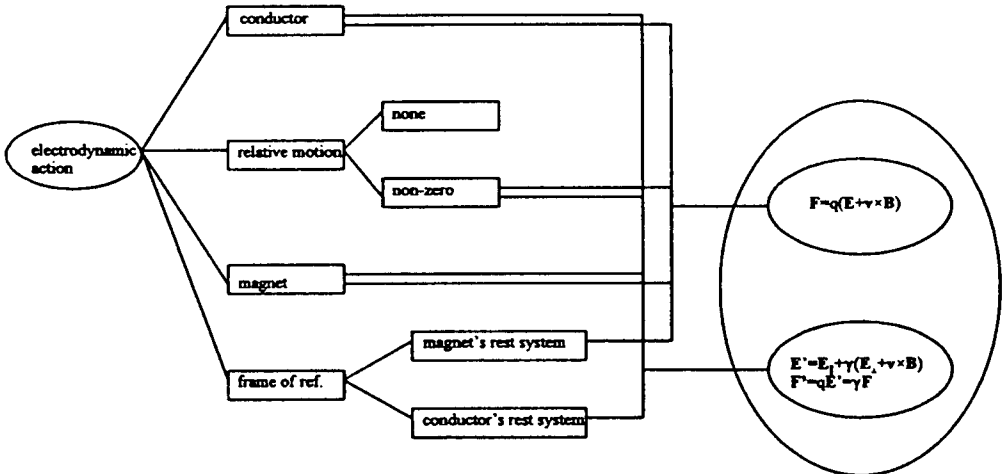 conductor
none
electrodynamic
action
relative motion
non-zero
F=q(E+v×B)
magnet
magnet's rest system
E'=E∥+γ(E⊥+v×B)
F'=qE'=γF
frame of ref.
conductor's rest system